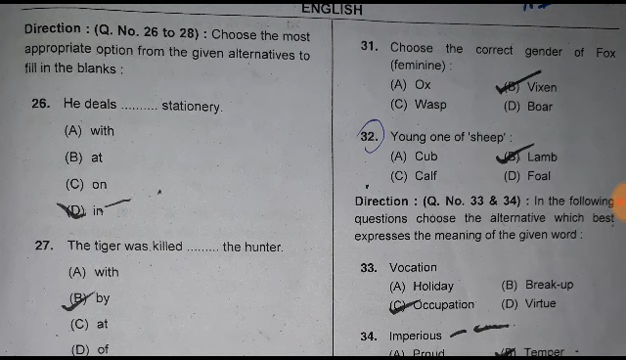 ENGLISH
Direction : (Q. No. 26 to 28) : Choose the most
appropriate option from the given alternatives to
fill in the blanks :
26. He deals .......... stationery.
(A) with
(B) at
(C) on
(D) in
27. The tiger was killed ......... the hunter.
(A) with
(B) by
(C) at
(D) of
31. Choose the correct gender of Fox
(feminine) :
(A) Ox (B) Vixen
(C) Wasp (D) Boar
32. Young one of 'sheep' :
(A) Cub (B) Lamb
(C) Calf (D) Foal
Direction : (Q. No. 33 & 34) : In the following
questions choose the alternative which best
expresses the meaning of the given word :
33. Vocation
(A) Holiday (B) Break-up
(C) Occupation (D) Virtue
34. Imperious
(A) Proud (B) Temper